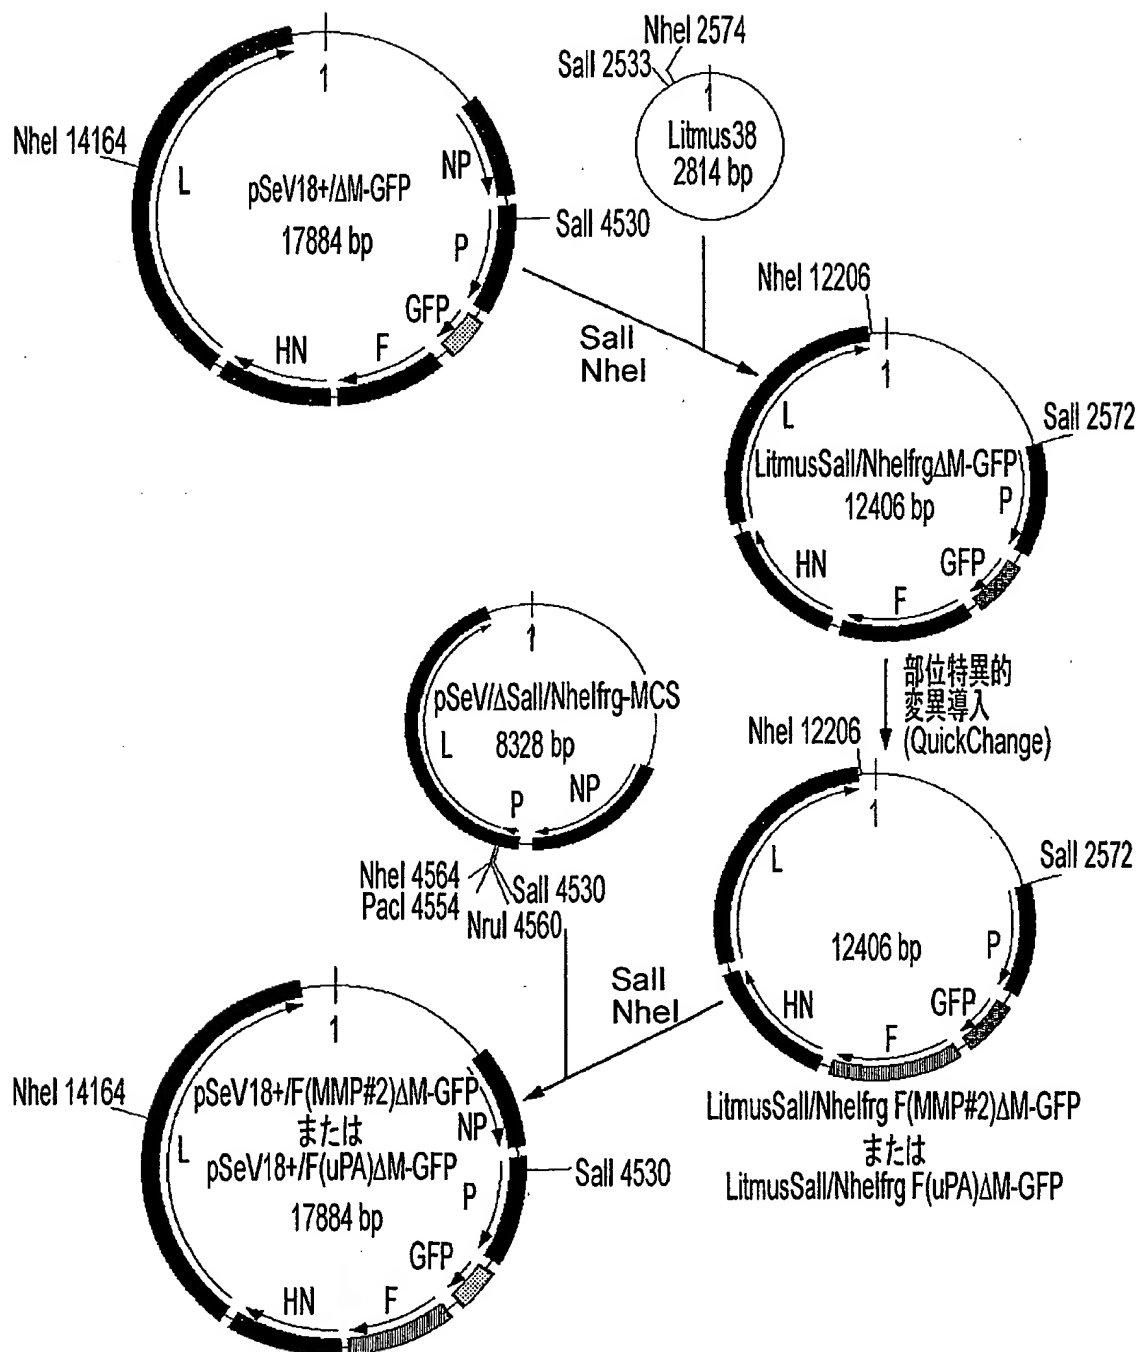 NheI 2574
SalI 2533
1
Litmus38
2814 bp
1
NheI 14164
L
NP
pSeV18+/ΔM-GFP
17884 bp
SalI 4530
P
GFP
HN
F
SalI
NheI
NheI 12206
1
SalI 2572
L
LitmusSalI/NheIfrgΔM-GFP
12406 bp
P
HN
GFP
F
部位特異的
変異導入
(QuickChange)
1
pSeV/ΔSalI/NheIfrg-MCS
L
8328 bp
P
NP
NheI 4564
PacI 4554
SalI 4530
NruI 4560
NheI 12206
1
SalI 2572
L
12406 bp
P
HN
GFP
F
LitmusSalI/NheIfrg F(MMP#2)ΔM-GFP
または
LitmusSalI/NheIfrg F(uPA)ΔM-GFP
SalI
NheI
1
NheI 14164
pSeV18+/F(MMP#2)ΔM-GFP
または
pSeV18+/F(uPA)ΔM-GFP
17884 bp
L
NP
SalI 4530
P
GFP
HN
F